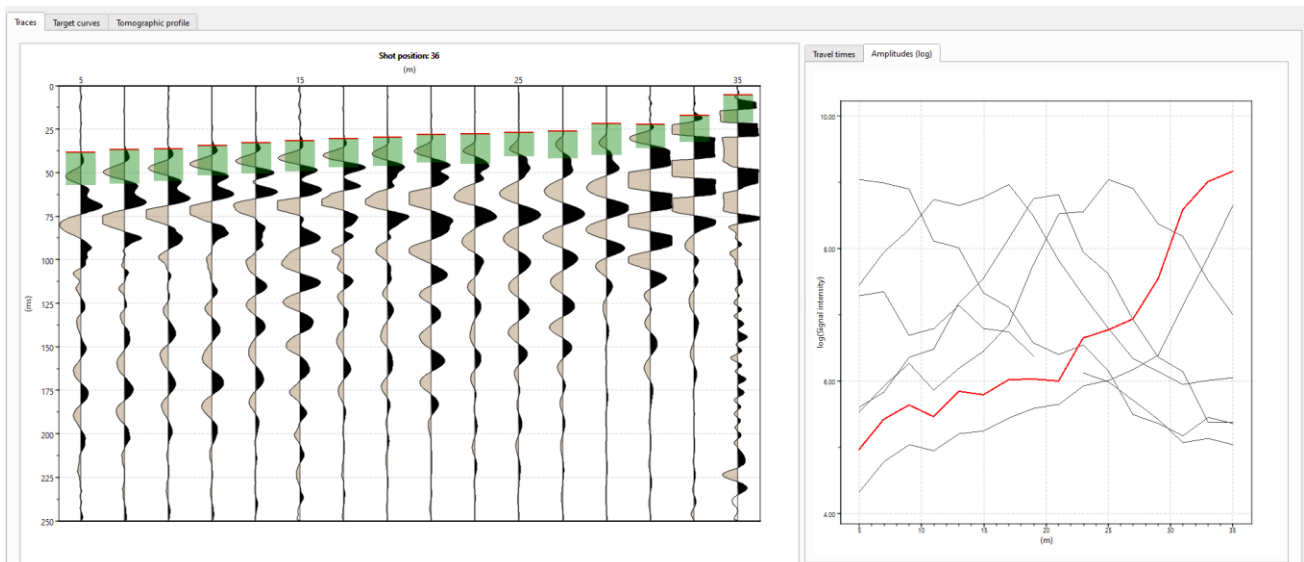 Traces Target curves Tomographic profile
Shot position: 36
(m)
5 15 25 35
0
25
50
75
100
125
150
175
200
225
250
(ms)
Travel times Amplitudes (log)
10.00
8.00
6.00
4.00
log(Signal intensity)
5 10 15 20 25 30 35
(m)